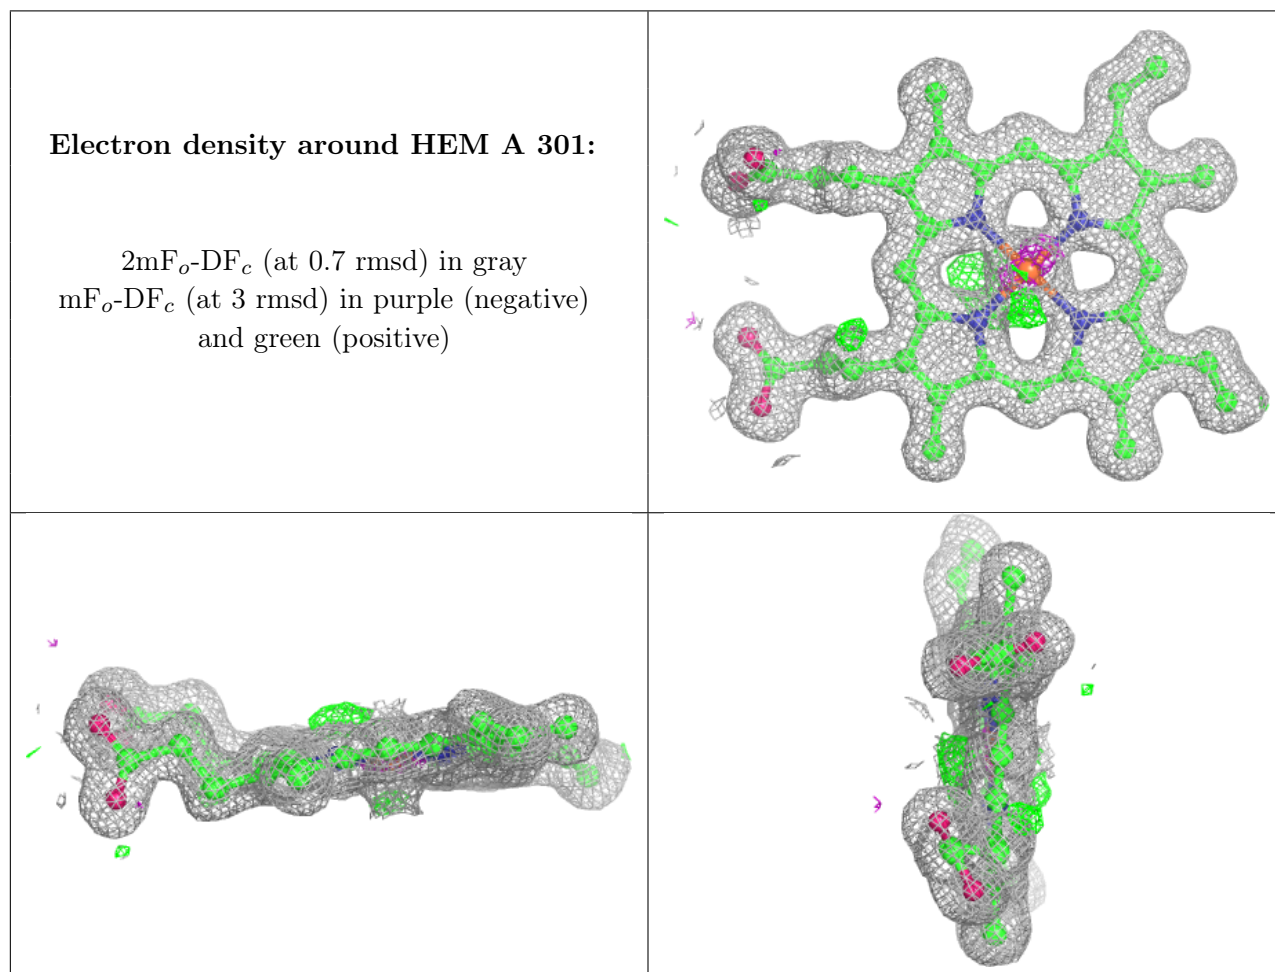 Electron density around HEM A 301:
2mFo-DFc (at 0.7 rmsd) in gray
mFo-DFc (at 3 rmsd) in purple (negative)
and green (positive)